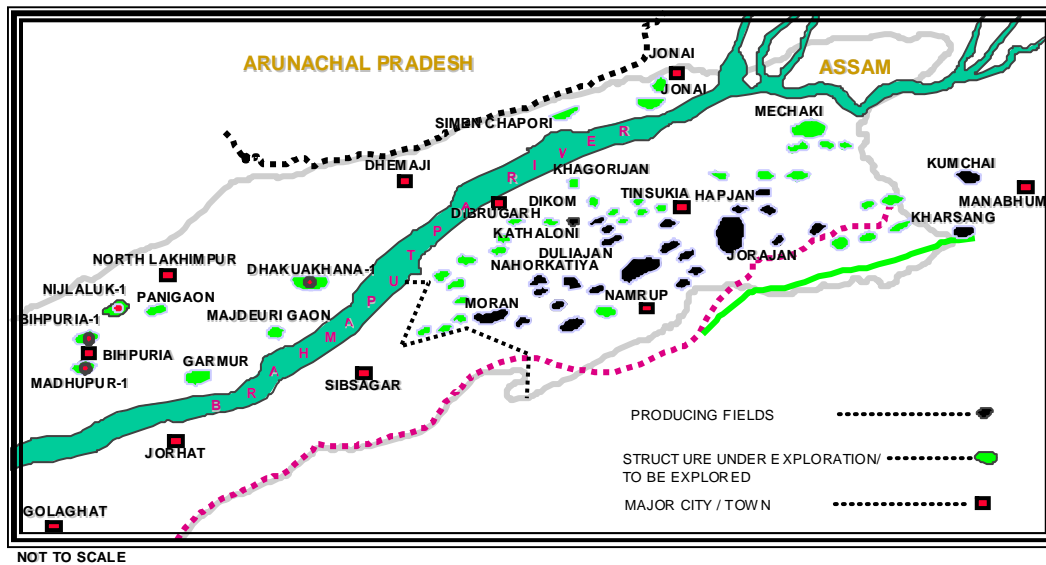 ARUNACHAL PRADESH
ASSAM
JONAI
JONAI
MECHAKI
SIMEN CHAPORI
BRAHMAPUTPARIVER
DHEMAJI
KHAGORIJAN
KUMCHAI
TINSUKIA
HAPJAN
DIKOM
MANABHUM
DIBRUGARH
KHARSANG
KATHALONI
DULIAJAN
JORAJAN
NORTH LAKHIMPUR
DHAKUAKHANA-1
NAHORKATIYA
NIJLALUK-1
PANIGAON
NAMRUP
MORAN
MAJDEURI GAON
BIHPURIA-1
BIHPURIA
GARMUR
MADHUPUR-1
SIBSAGAR
PRODUCING FIELDS
JORHAT
STRUCTURE UNDER EXPLORATION/
TO BE EXPLORED
MAJOR CITY / TOWN
GOLAGHAT
NOT TO SCALE